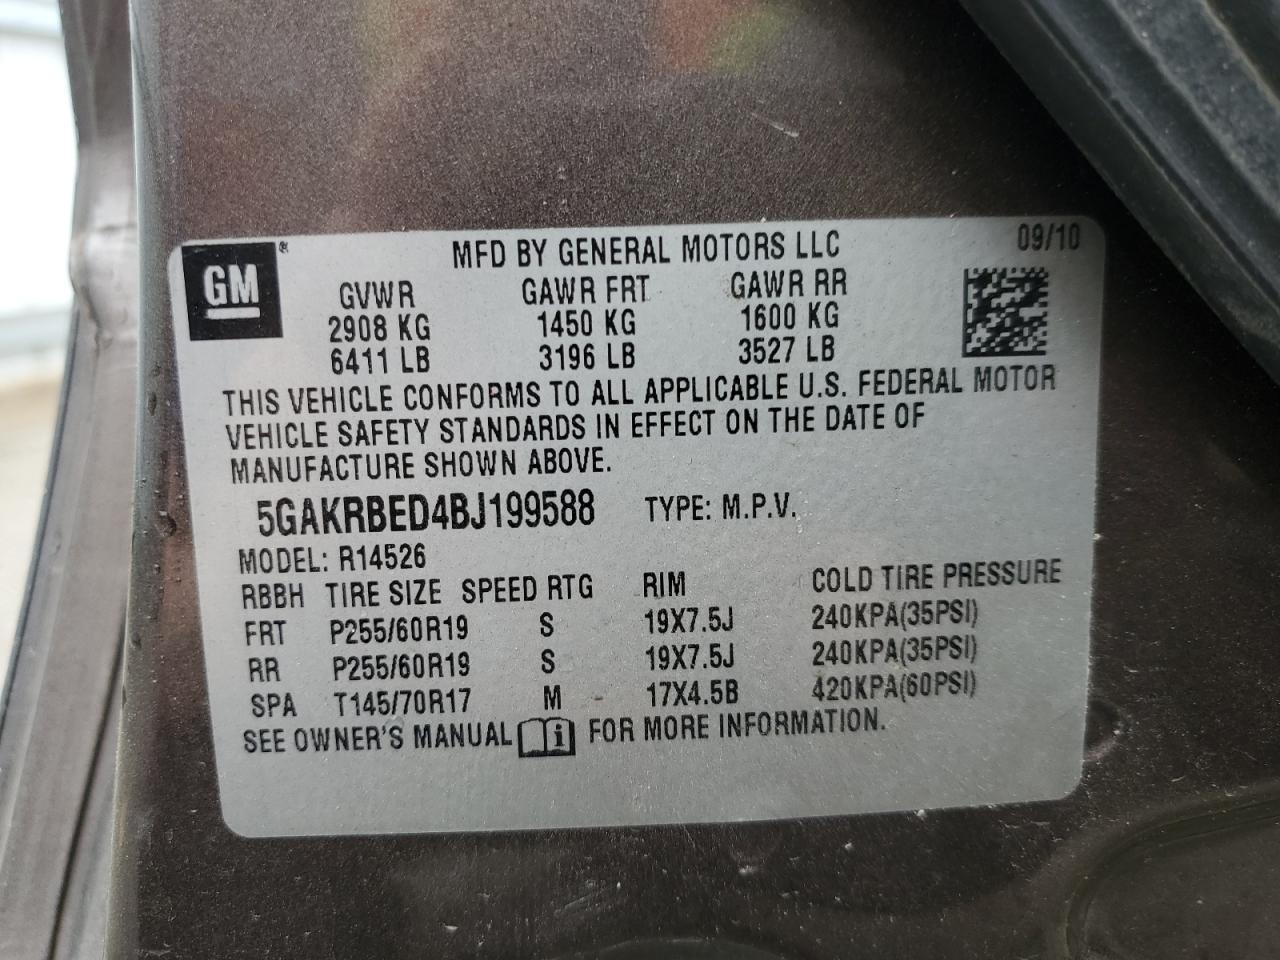 GM®
MFD BY GENERAL MOTORS LLC 09/10
GVWR GAWR FRT GAWR RR
2908 KG 1450 KG 1600 KG
6411 LB 3196 LB 3527 LB
THIS VEHICLE CONFORMS TO ALL APPLICABLE U.S. FEDERAL MOTOR
VEHICLE SAFETY STANDARDS IN EFFECT ON THE DATE OF
MANUFACTURE SHOWN ABOVE.
5GAKRBED4BJ199588 TYPE: M.P.V.
MODEL: R14526
RBBH TIRE SIZE SPEED RTG RIM COLD TIRE PRESSURE
FRT P255/60R19 S 19X7.5J 240KPA(35PSI)
RR P255/60R19 S 19X7.5J 240KPA(35PSI)
SPA T145/70R17 M 17X4.5B 420KPA(60PSI)
SEE OWNER'S MANUAL i FOR MORE INFORMATION.